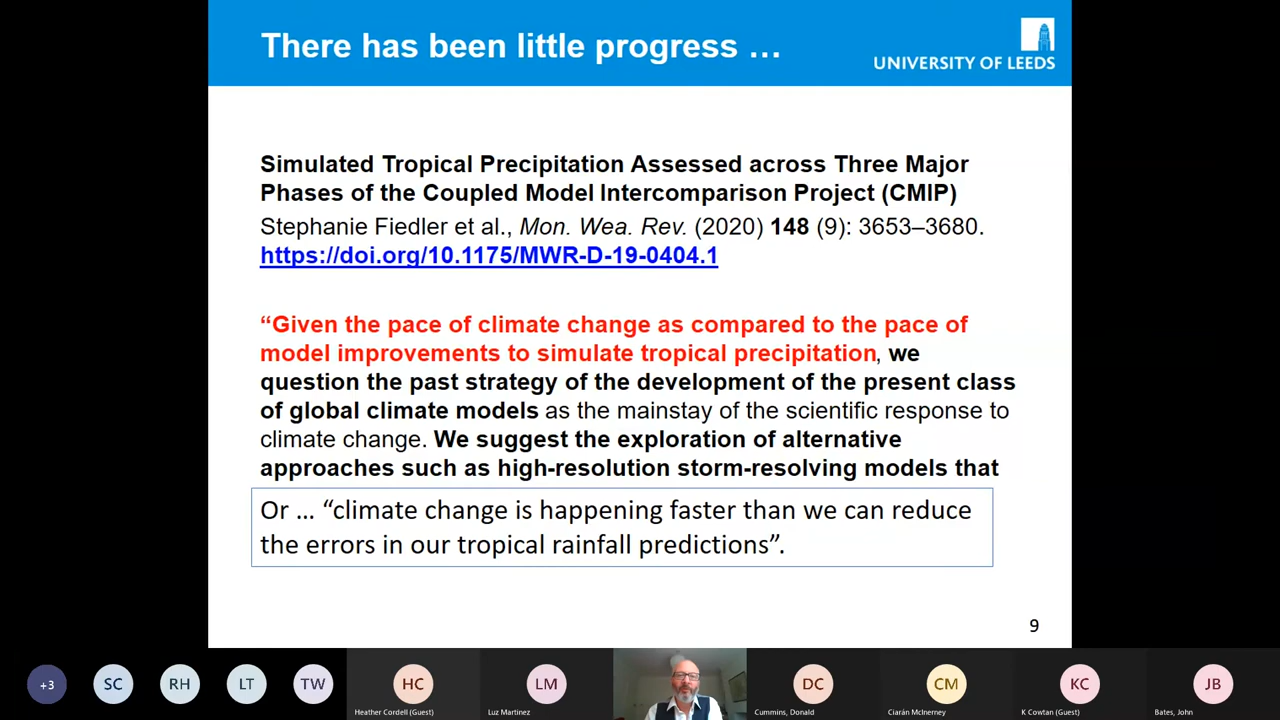 There has been little progress …
UNIVERSITY OF LEEDS
Simulated Tropical Precipitation Assessed across Three Major
Phases of the Coupled Model Intercomparison Project (CMIP)
Stephanie Fiedler et al., Mon. Wea. Rev. (2020) 148 (9): 3653–3680.
https://doi.org/10.1175/MWR-D-19-0404.1
“Given the pace of climate change as compared to the pace of
model improvements to simulate tropical precipitation, we
question the past strategy of the development of the present class
of global climate models as the mainstay of the scientific response to
climate change. We suggest the exploration of alternative
approaches such as high-resolution storm-resolving models that
Or … “climate change is happening faster than we can reduce
the errors in our tropical rainfall predictions”.
9
+3
SC
RH
LT
TW
HC
LM
DC
CM
KC
JB
Heather Cordell (Guest)
Luz Martinez
Cummins, Donald
Ciarán McInerney
K Cowtan (Guest)
Bates, John